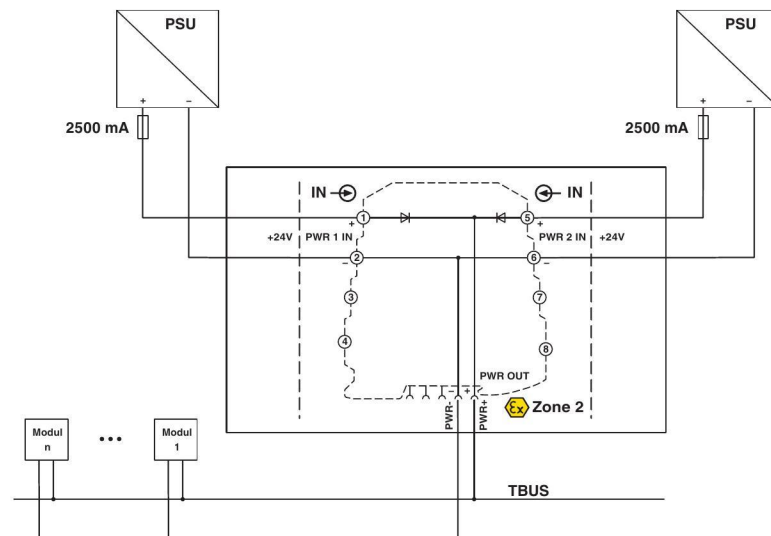 PSU
PSU
+
–
+
–
2500 mA
2500 mA
IN
IN
1
5
+
+
+24V
PWR 1 IN
PWR 2 IN
+24V
–
2
6
–
3
7
4
8
PWR OUT
– +
PWR-
PWR+
Ex
Zone 2
Modul
n
...
Modul
1
TBUS